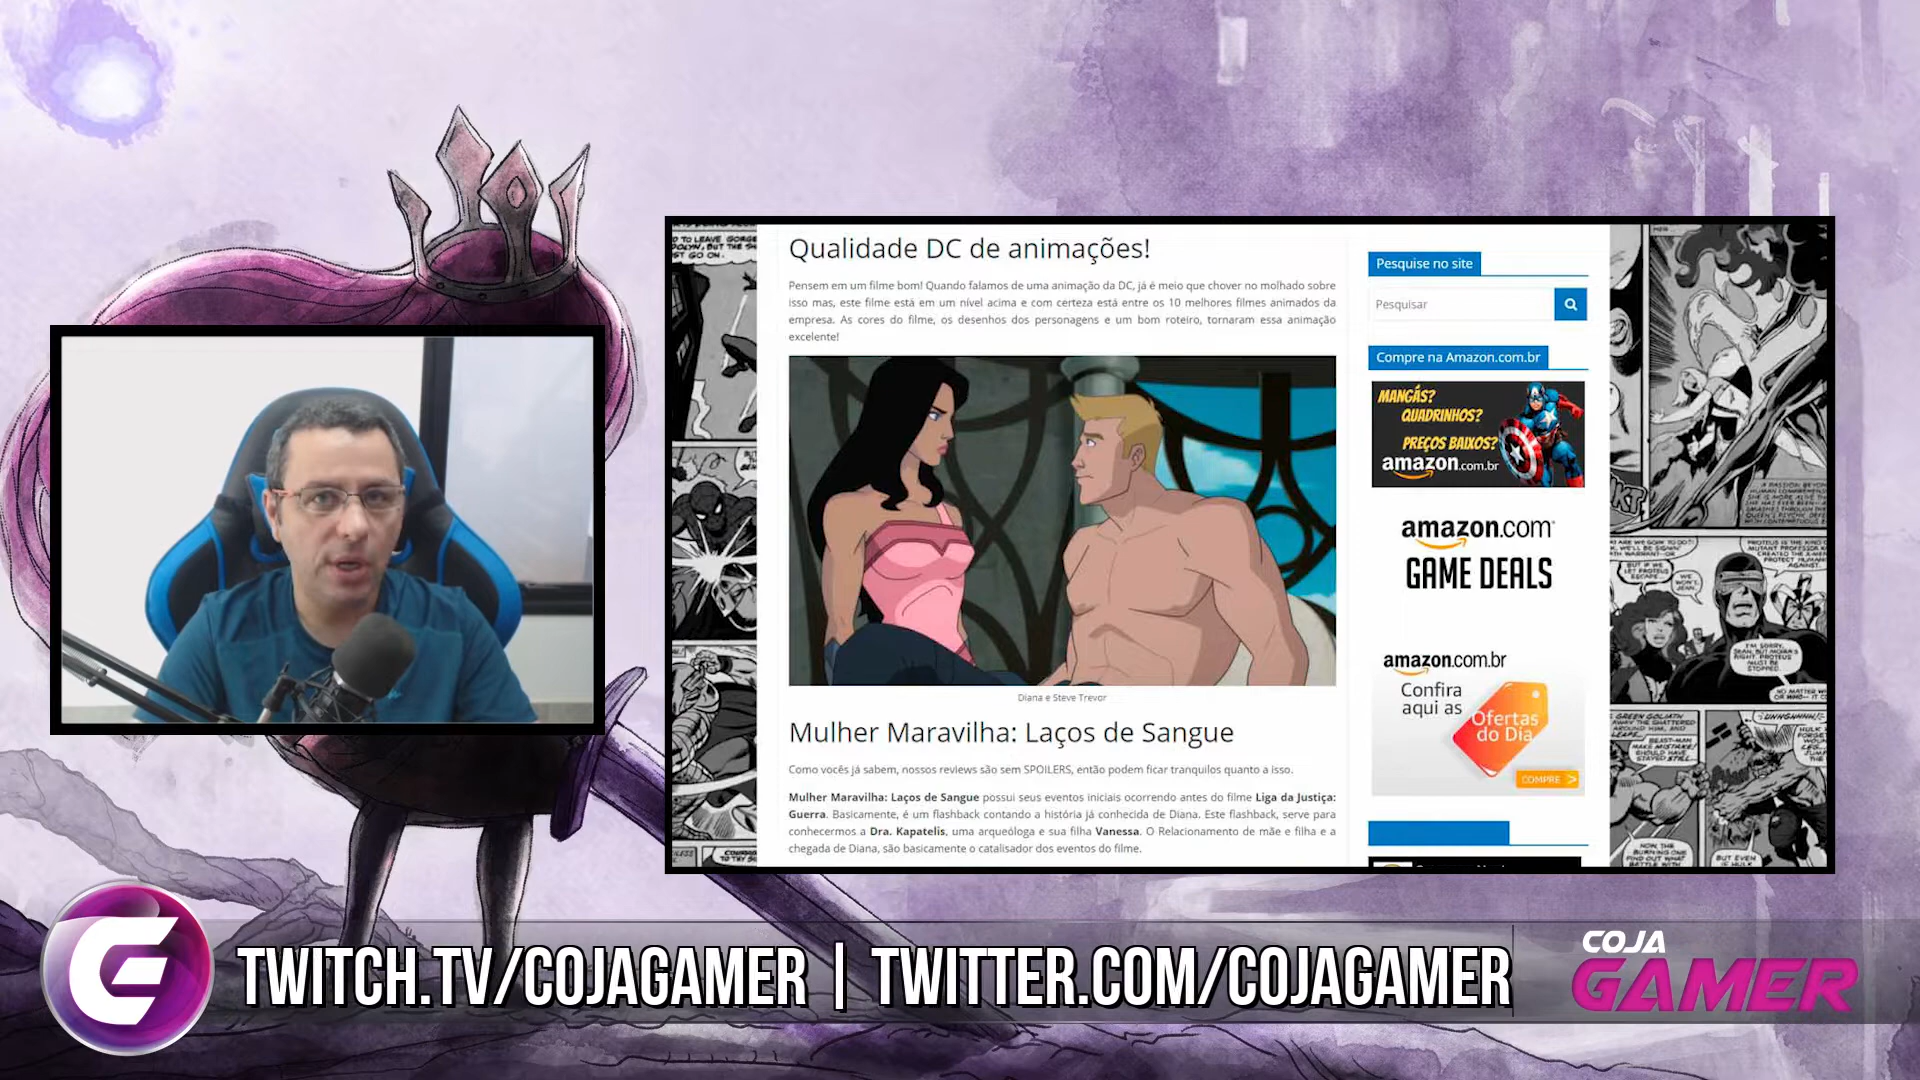 Qualidade DC de animações!
Pensem em um filme bom! Quando falamos de uma animação da DC, já é meio que chover no molhado sobre
isso mas, este filme está em um nível acima e com certeza está entre os 10 melhores filmes animados da
empresa. As cores do filme, os desenhos dos personagens e um bom roteiro, tornaram essa animação
excelente!
Diana e Steve Trevor
Mulher Maravilha: Laços de Sangue
Como vocês já sabem, nossos reviews são sem SPOILERS, então podem ficar tranquilos quanto a isso.
Mulher Maravilha: Laços de Sangue possui seus eventos iniciais ocorrendo antes do filme Liga da Justiça:
Guerra. Basicamente, é um flashback contando a história já conhecida de Diana. Este flashback, serve para
conhecermos a Dra. Kapatelis, uma arqueóloga e sua filha Vanessa. O Relacionamento de mãe e filha e a
chegada de Diana, são basicamente o catalisador dos eventos do filme.
Pesquise no site
Pesquisar
Compre na Amazon.com.br
MANGÁS?
QUADRINHOS?
PREÇOS BAIXOS?
amazon.com.br
amazon.com
GAME DEALS
amazon.com.br
Confira
aqui as
Ofertas
do Dia
COMPRE >
TWITCH.TV/COJAGAMER | TWITTER.COM/COJAGAMER
COJA
GAMER